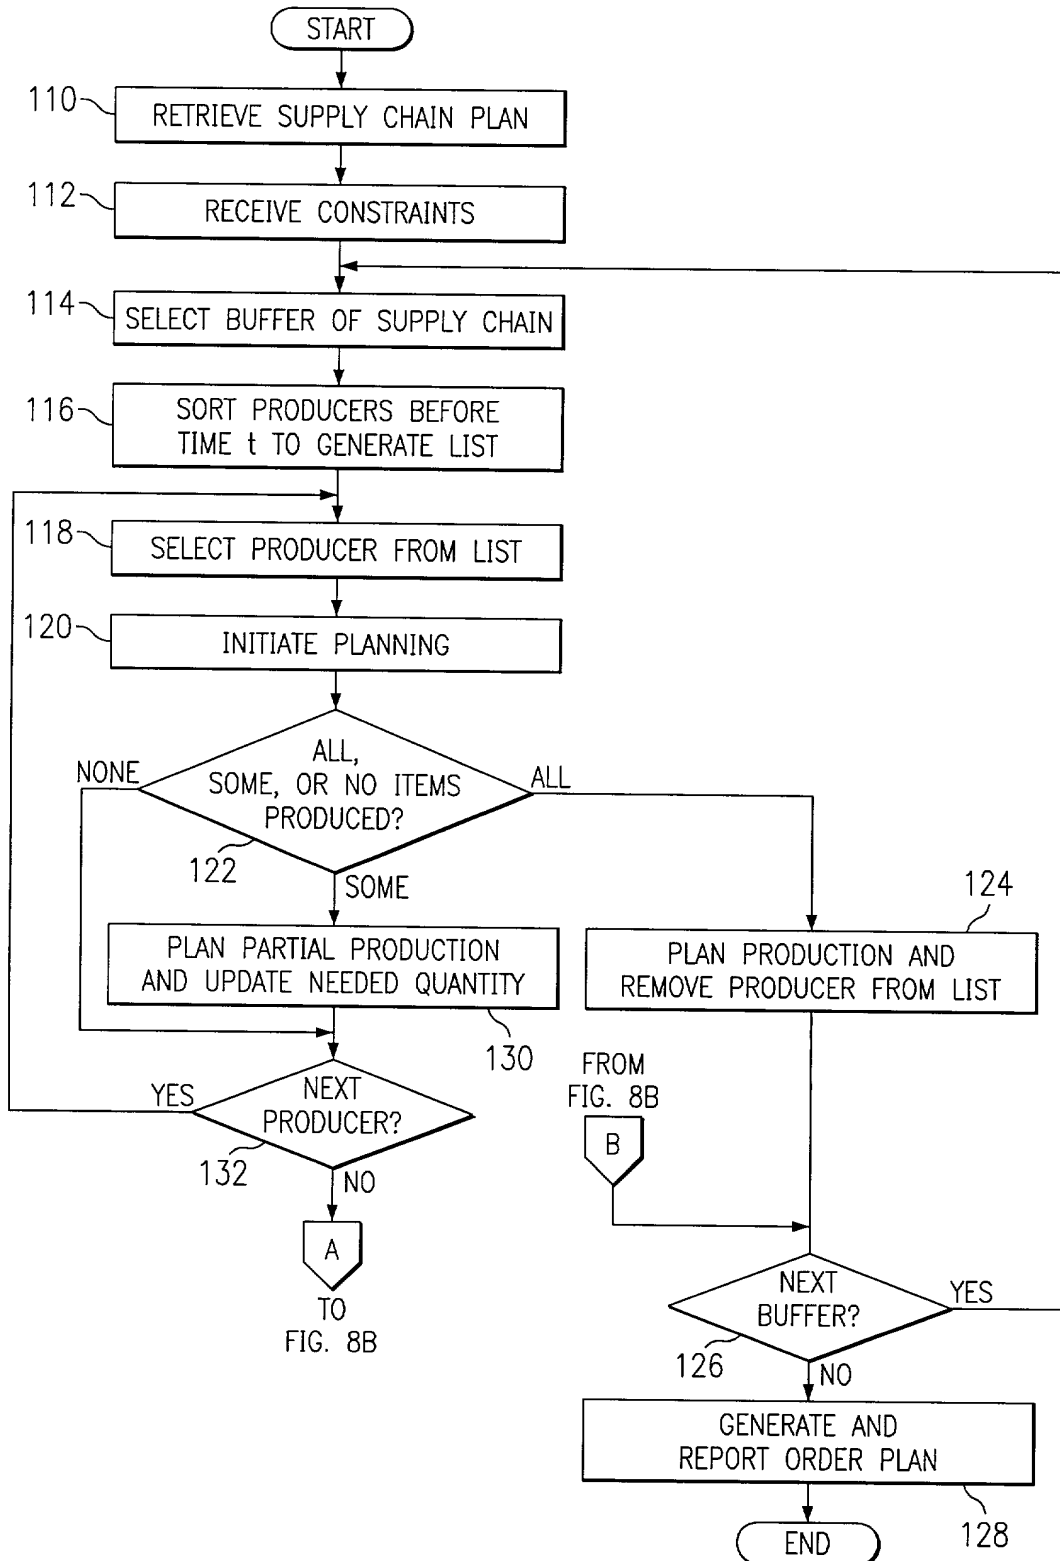 START
110
RETRIEVE SUPPLY CHAIN PLAN
112
RECEIVE CONSTRAINTS
114
SELECT BUFFER OF SUPPLY CHAIN
116
SORT PRODUCERS BEFORE
TIME t TO GENERATE LIST
118
SELECT PRODUCER FROM LIST
120
INITIATE PLANNING
ALL,
SOME, OR NO ITEMS
PRODUCED?
NONE
ALL
122
SOME
PLAN PARTIAL PRODUCTION
AND UPDATE NEEDED QUANTITY
130
124
PLAN PRODUCTION AND
REMOVE PRODUCER FROM LIST
NEXT
PRODUCER?
YES
132
NO
A
TO
FIG. 8B
FROM
FIG. 8B
B
NEXT
BUFFER?
YES
126
NO
GENERATE AND
REPORT ORDER PLAN
128
END